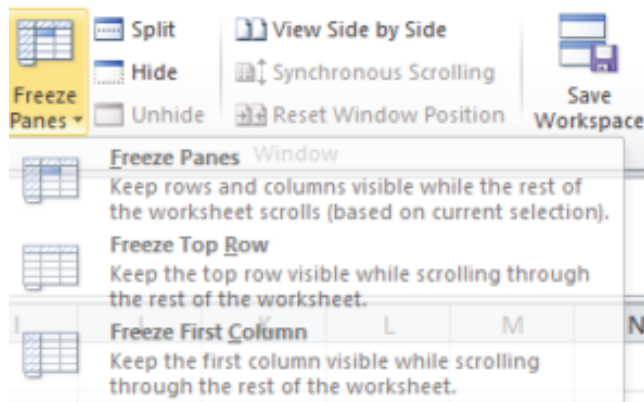 Split
View Side by Side
Hide
Synchronous Scrolling
Freeze
Panes
Unhide
Reset Window Position
Save
Workspace
Window
Freeze Panes
Keep rows and columns visible while the rest of
the worksheet scrolls (based on current selection).
Freeze Top Row
Keep the top row visible while scrolling through
the rest of the worksheet.
I
K
L
M
N
Freeze First Column
Keep the first column visible while scrolling
through the rest of the worksheet.